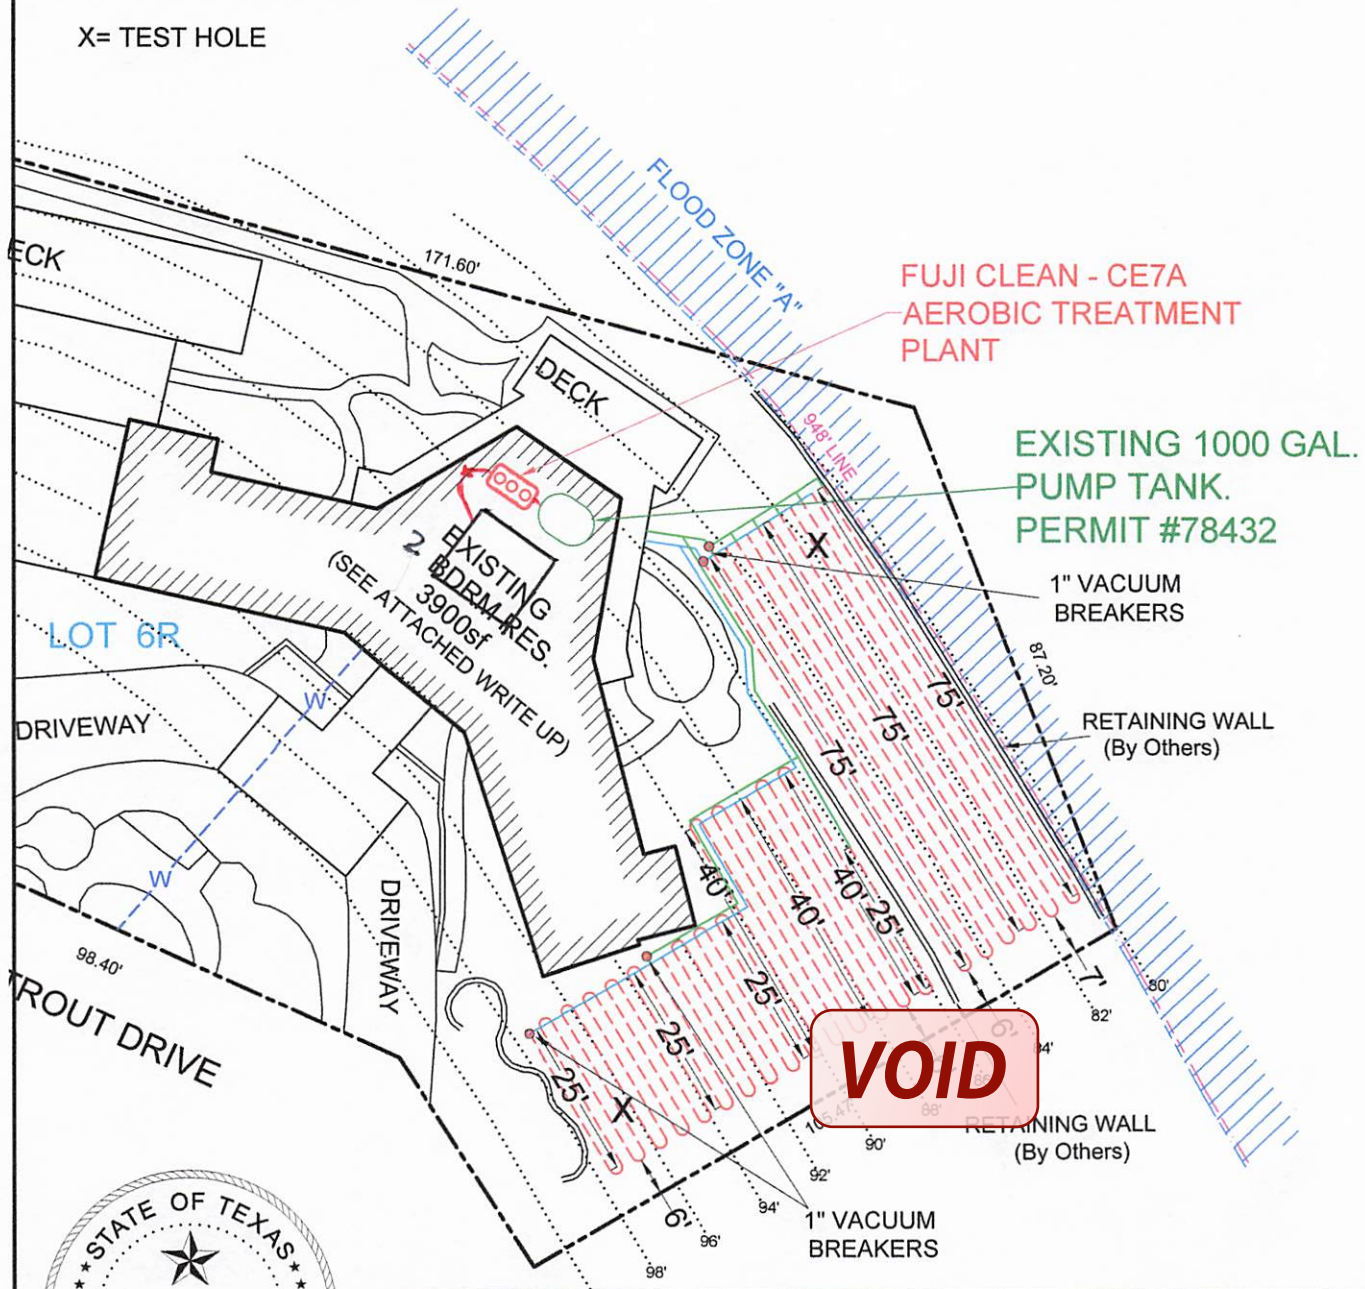 X= TEST HOLE
FLOOD ZONE "A"
171.60'
ECK
FUJI CLEAN - CE7A
AEROBIC TREATMENT
PLANT
DECK
948' LINE
EXISTING 1000 GAL.
PUMP TANK.
PERMIT #78432
X
1" VACUUM
BREAKERS
2
EXISTING
BDRM RES.
3900sf
(SEE ATTACHED WRITE UP)
LOT 6R
87.20'
W
DRIVEWAY
75'
75'
75'
RETAINING WALL
(By Others)
W
DRIVEWAY
40'
40'
40'
25'
98.40'
TROUT DRIVE
25'
25'
25'
7'
80'
82'
6'
84'
VOID
86'
88'
90'
92'
94'
96'
98'
X
6'
RETAINING WALL
(By Others)
1" VACUUM
BREAKERS
STATE OF TEXAS